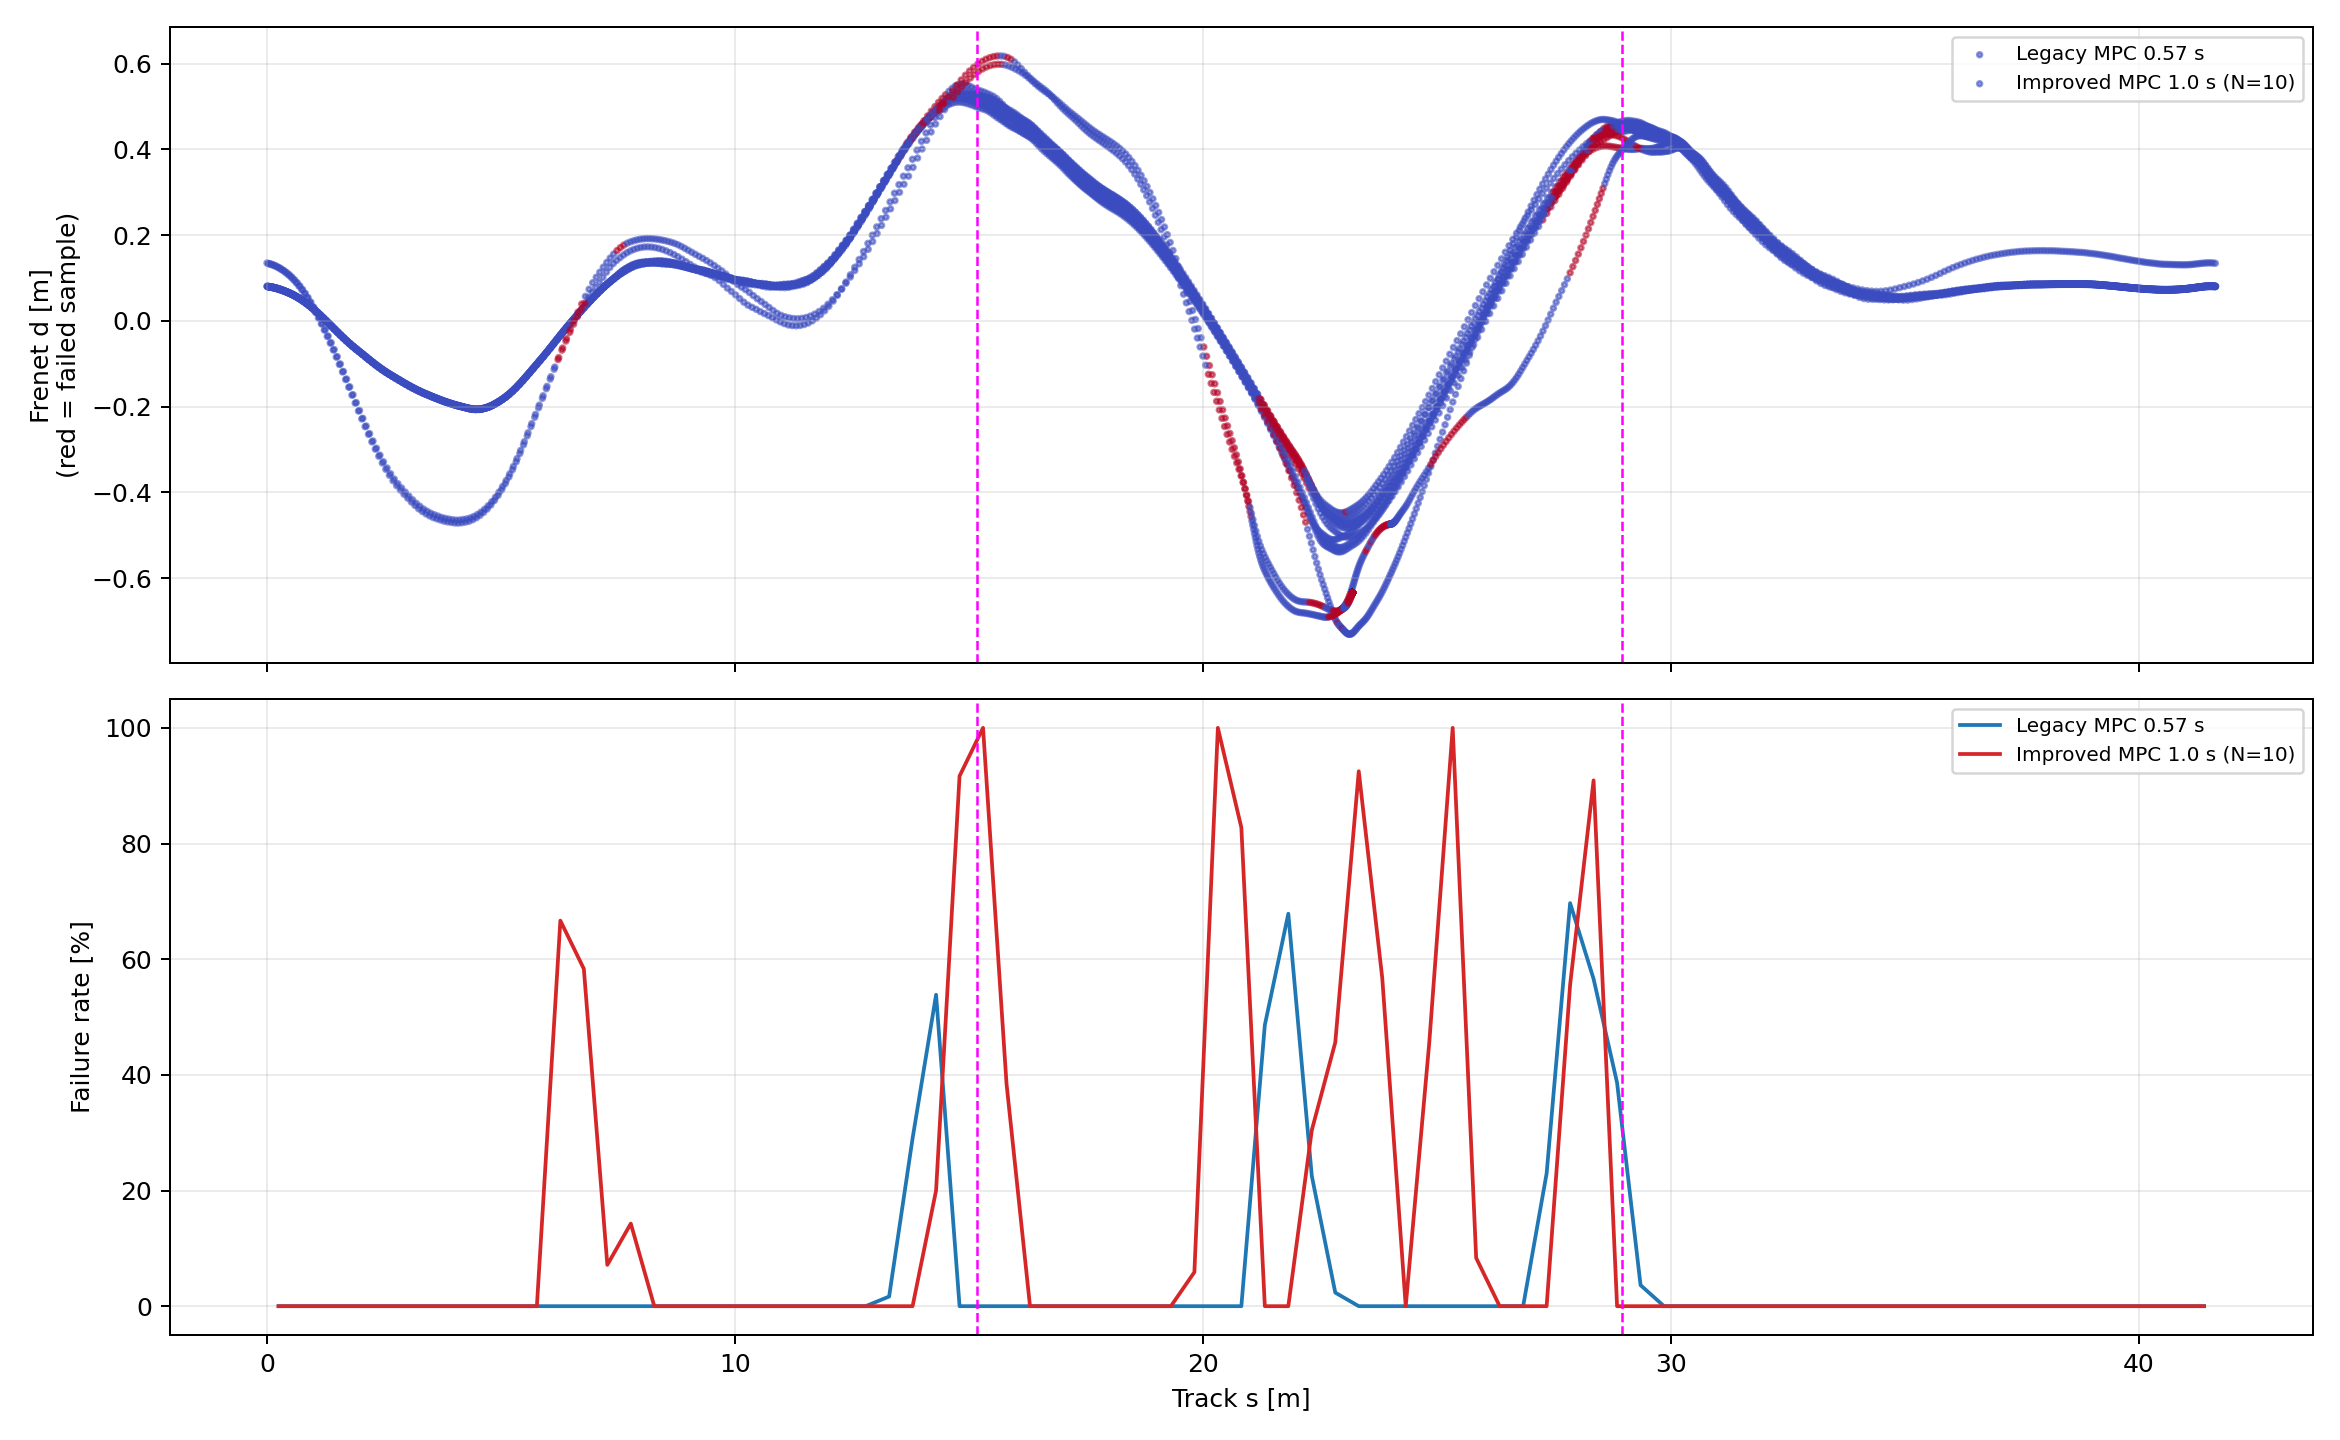 Legacy MPC 0.57 s
Improved MPC 1.0 s (N=10)
Frenet d [m]
(red = failed sample)
0.6
0.4
0.2
0.0
−0.2
−0.4
−0.6
Legacy MPC 0.57 s
Improved MPC 1.0 s (N=10)
Failure rate [%]
100
80
60
40
20
0
0 10 20 30 40
Track s [m]